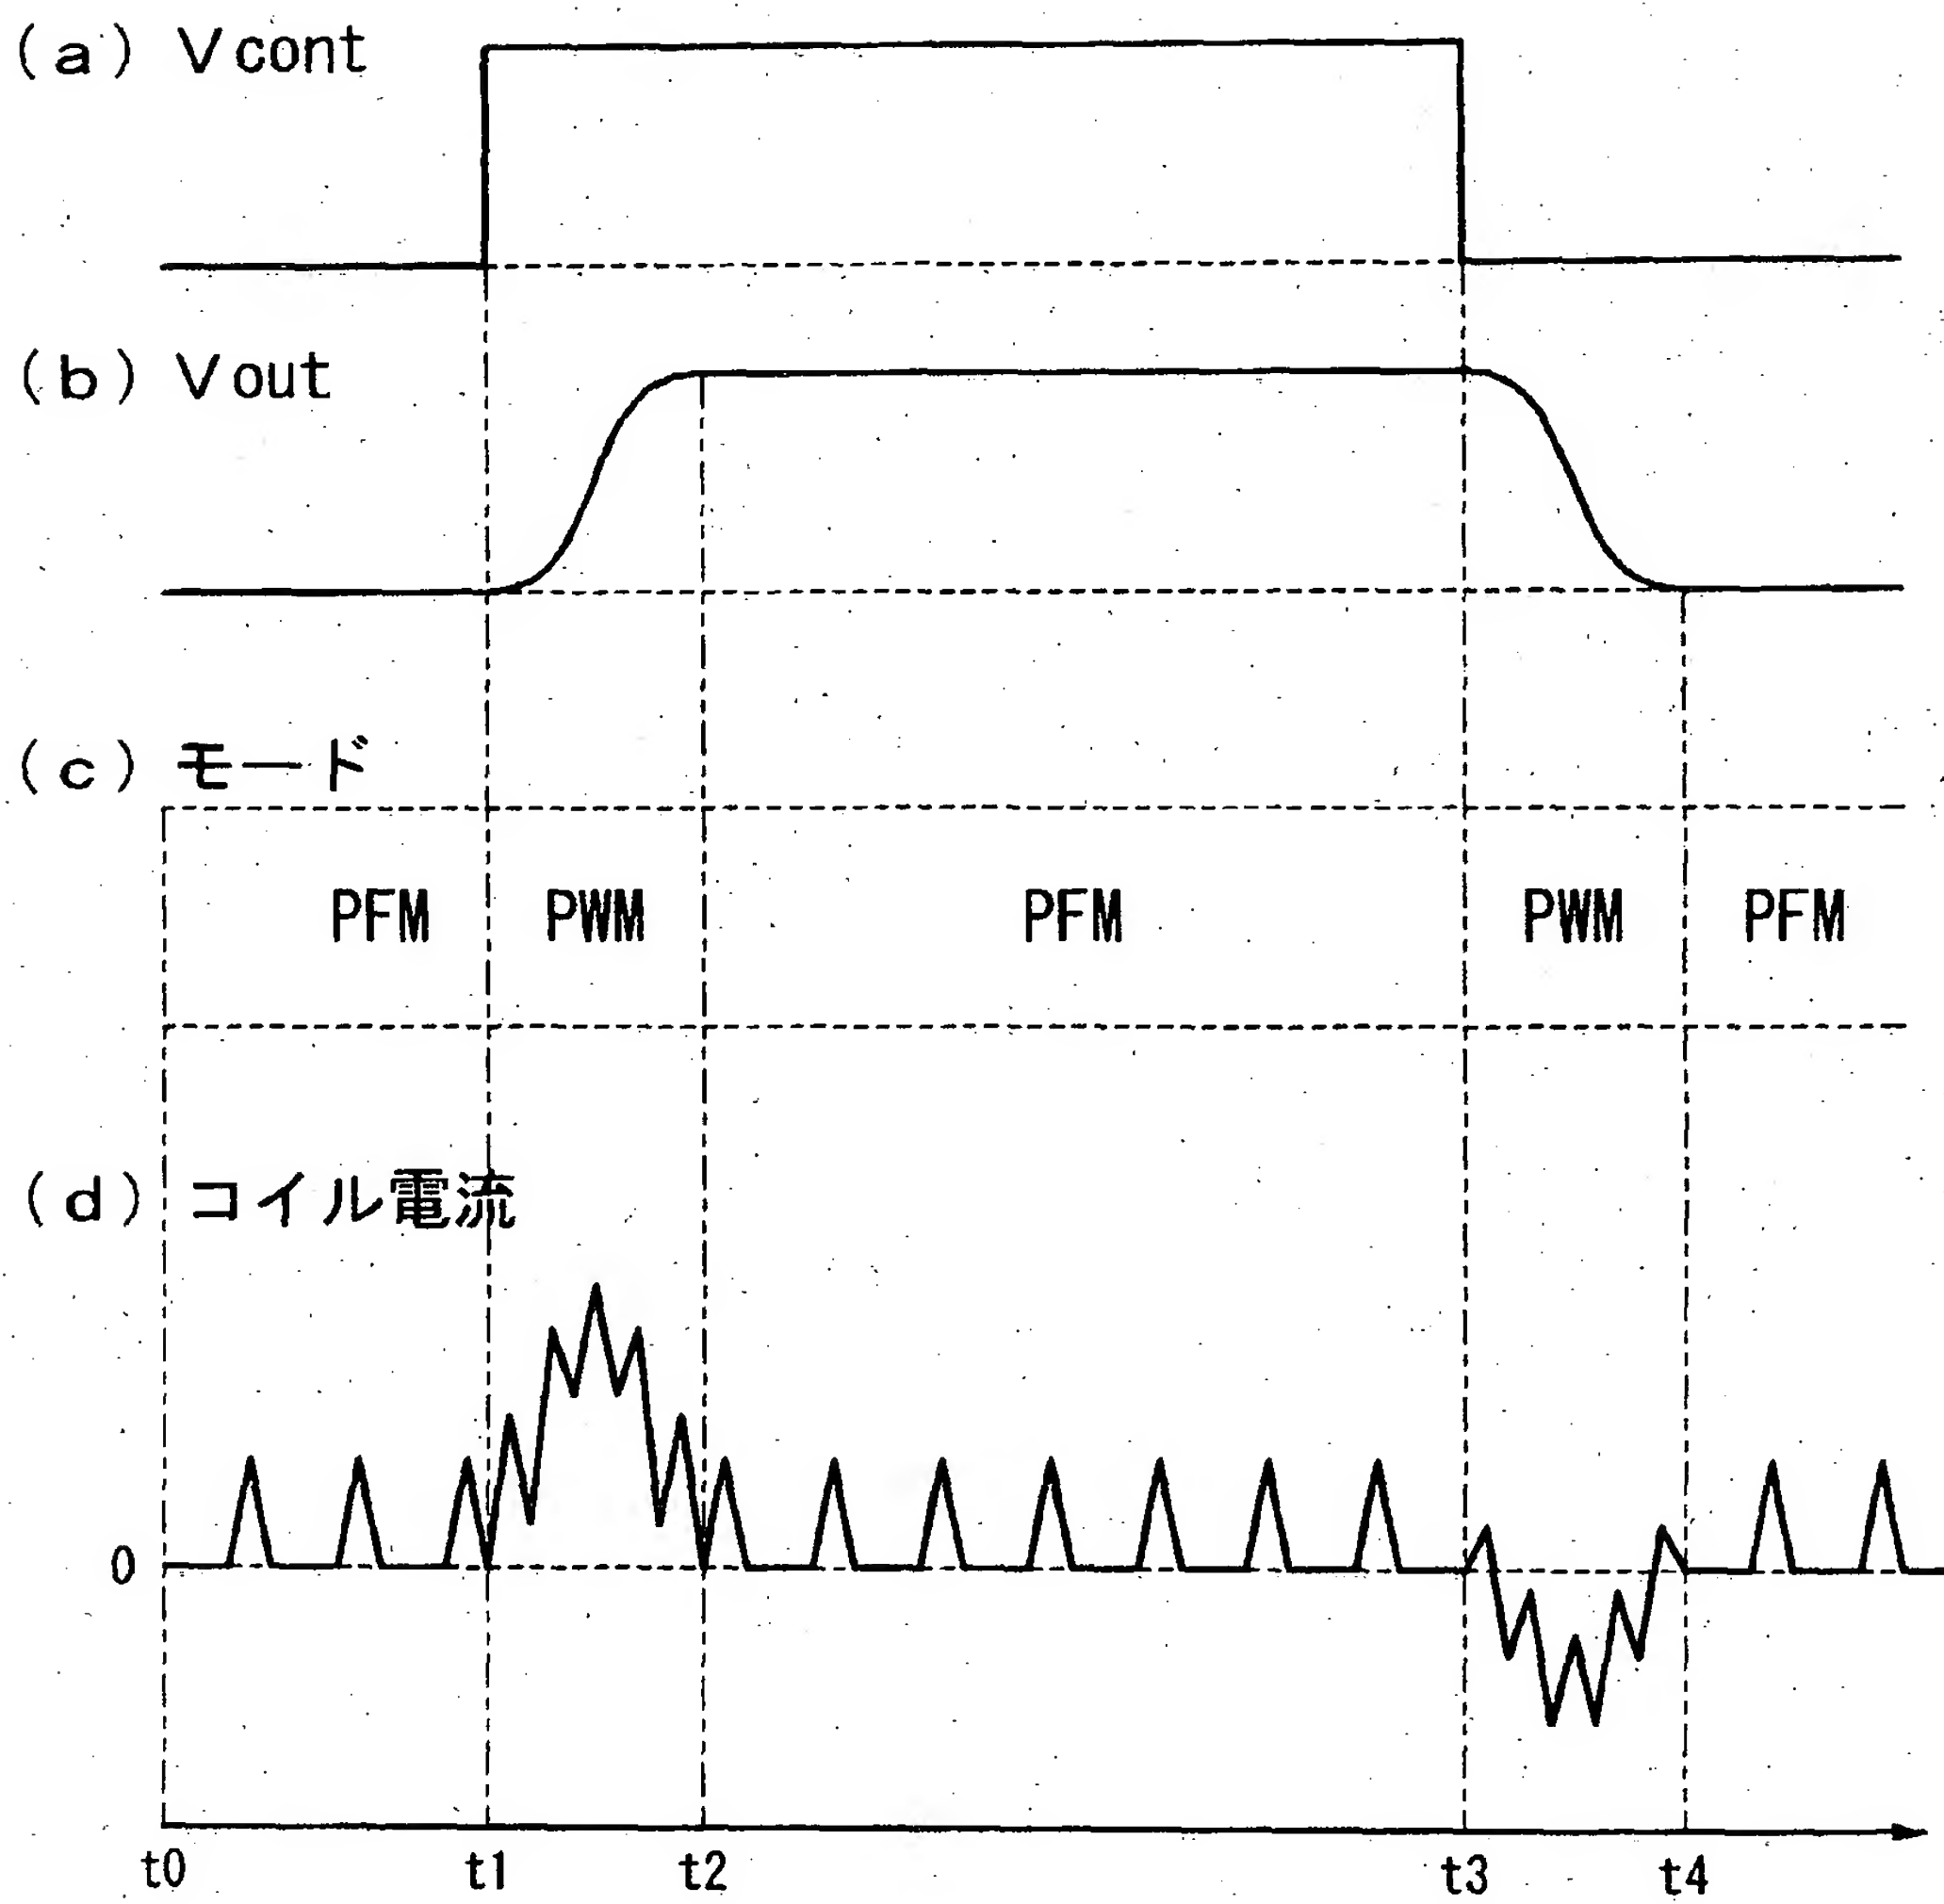 (a) Vcont
(b) Vout
(c) モード
PFM PWM PFM PWM PFM
(d) コイル電流
0
t0 t1 t2 t3 t4